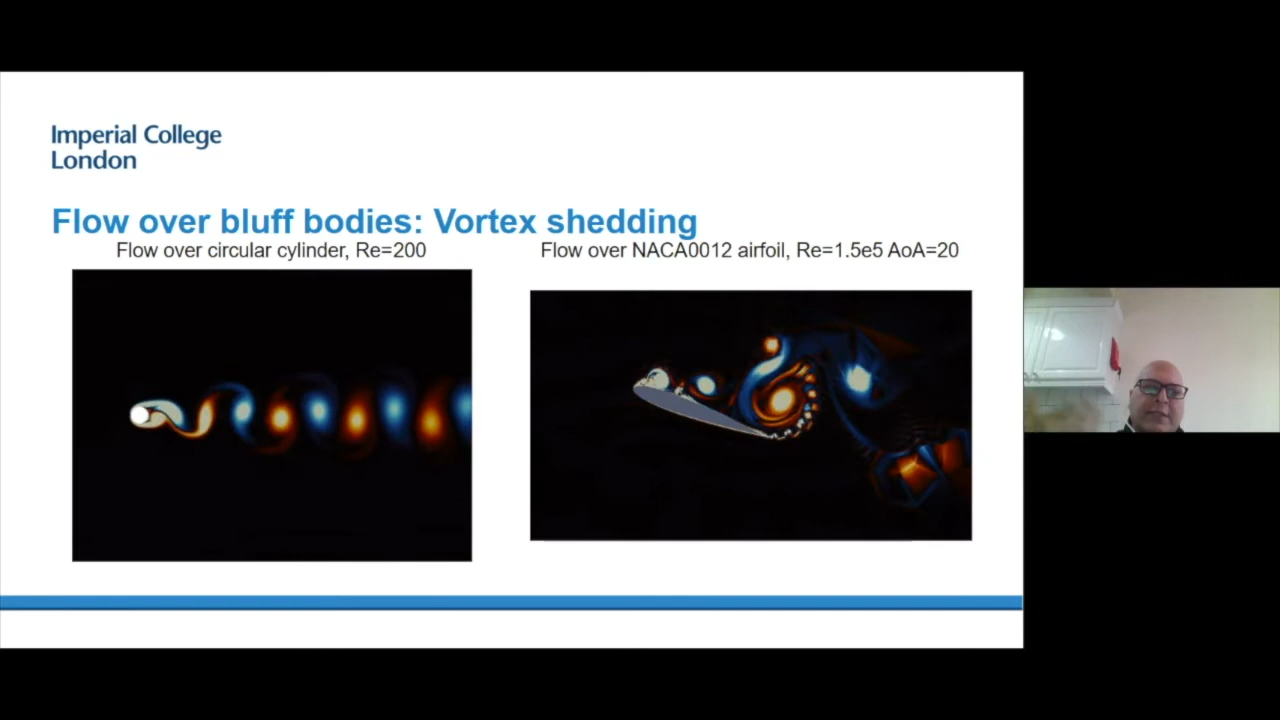 Imperial College
London
Flow over bluff bodies: Vortex shedding
Flow over circular cylinder, Re=200
Flow over NACA0012 airfoil, Re=1.5e5 AoA=20